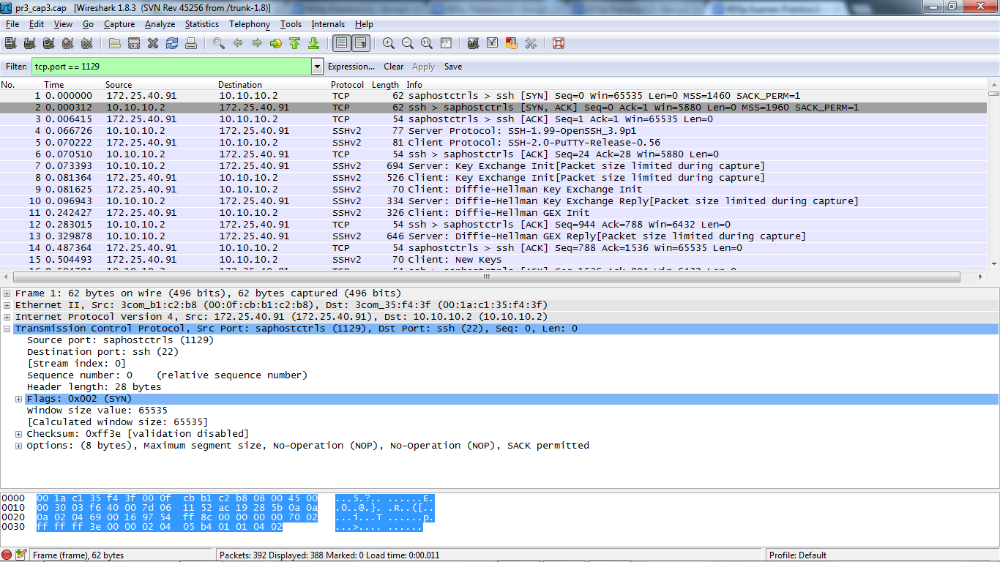 pr3_cap3.cap [Wireshark 1.8.3 (SVN Rev 45256 from /trunk-1.8)]
File Edit View Go Capture Analyze Statistics Telephony Tools Internals Help
Filter: tcp.port == 1129 Expression... Clear Apply Save
No. Time Source Destination Protocol Length Info
1 0.000000 172.25.40.91 10.10.10.2 TCP 62 saphostctrls > ssh [SYN] Seq=0 Win=65535 Len=0 MSS=1460 SACK_PERM=1
2 0.000312 10.10.10.2 172.25.40.91 TCP 62 ssh > saphostctrls [SYN, ACK] Seq=0 Ack=1 Win=5880 Len=0 MSS=1960 SACK_PERM=1
3 0.006415 172.25.40.91 10.10.10.2 TCP 54 saphostctrls > ssh [ACK] Seq=1 Ack=1 Win=65535 Len=0
4 0.066726 10.10.10.2 172.25.40.91 SSHv2 77 Server Protocol: SSH-1.99-OpenSSH_3.9p1
5 0.070222 172.25.40.91 10.10.10.2 SSHv2 81 Client Protocol: SSH-2.0-PuTTY-Release-0.56
6 0.070510 10.10.10.2 172.25.40.91 TCP 54 ssh > saphostctrls [ACK] Seq=24 Ack=28 Win=5880 Len=0
7 0.073393 10.10.10.2 172.25.40.91 SSHv2 694 Server: Key Exchange Init[Packet size limited during capture]
8 0.081364 172.25.40.91 10.10.10.2 SSHv2 526 Client: Key Exchange Init[Packet size limited during capture]
9 0.081625 172.25.40.91 10.10.10.2 SSHv2 70 Client: Diffie-Hellman Key Exchange Init
10 0.096943 10.10.10.2 172.25.40.91 SSHv2 334 Server: Diffie-Hellman Key Exchange Reply[Packet size limited during capture]
11 0.242427 172.25.40.91 10.10.10.2 SSHv2 326 Client: Diffie-Hellman GEX Init
12 0.283015 10.10.10.2 172.25.40.91 TCP 54 ssh > saphostctrls [ACK] Seq=944 Ack=788 Win=6432 Len=0
13 0.329878 10.10.10.2 172.25.40.91 SSHv2 646 Server: Diffie-Hellman GEX Reply[Packet size limited during capture]
14 0.487364 172.25.40.91 10.10.10.2 TCP 54 saphostctrls > ssh [ACK] Seq=788 Ack=1536 Win=65535 Len=0
15 0.504493 172.25.40.91 10.10.10.2 SSHv2 70 Client: New Keys
Frame 1: 62 bytes on wire (496 bits), 62 bytes captured (496 bits)
Ethernet II, Src: 3com_b1:c2:b8 (00:0f:cb:b1:c2:b8), Dst: 3com_35:f4:3f (00:1a:c1:35:f4:3f)
Internet Protocol Version 4, Src: 172.25.40.91 (172.25.40.91), Dst: 10.10.10.2 (10.10.10.2)
Transmission Control Protocol, Src Port: saphostctrls (1129), Dst Port: ssh (22), Seq: 0, Len: 0
Source port: saphostctrls (1129)
Destination port: ssh (22)
[Stream index: 0]
Sequence number: 0 (relative sequence number)
Header length: 28 bytes
Flags: 0x002 (SYN)
Window size value: 65535
[Calculated window size: 65535]
Checksum: 0xff3e [validation disabled]
Options: (8 bytes), Maximum segment size, No-Operation (NOP), No-Operation (NOP), SACK permitted
0000 00 1a c1 35 f4 3f 00 0f cb b1 c2 b8 08 00 45 00 ...5.?.. ......E.
0010 00 30 03 f6 40 00 7d 06 11 52 ac 19 28 5b 0a 0a .0..@.}. .R..([..
0020 0a 02 04 69 00 16 97 54 ff 8c 00 00 00 00 70 02 ...i...T ......p.
0030 ff ff ff 3e 00 00 02 04 05 b4 01 01 04 02 ...>.... ......
Frame (frame), 62 bytes Packets: 392 Displayed: 388 Marked: 0 Load time: 0:00.011 Profile: Default